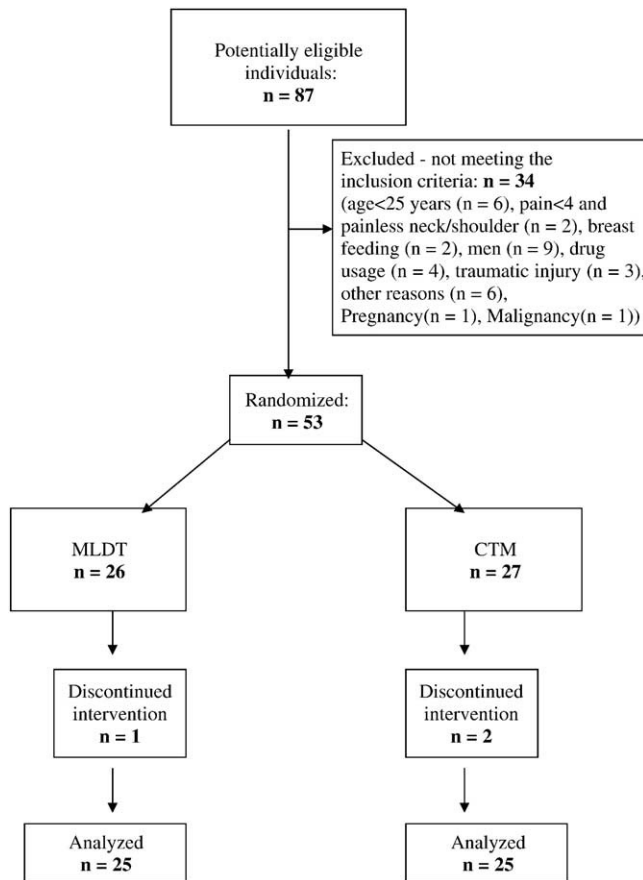 Potentially eligible
individuals:
n = 87
Excluded - not meeting the
inclusion criteria: n = 34
(age<25 years (n = 6), pain<4 and
painless neck/shoulder (n = 2), breast
feeding (n = 2), men (n = 9), drug
usage (n = 4), traumatic injury (n = 3),
other reasons (n = 6),
Pregnancy(n = 1), Malignancy(n = 1))
Randomized:
n = 53
MLDT
n = 26
CTM
n = 27
Discontinued
intervention
n = 1
Discontinued
intervention
n = 2
Analyzed
n = 25
Analyzed
n = 25